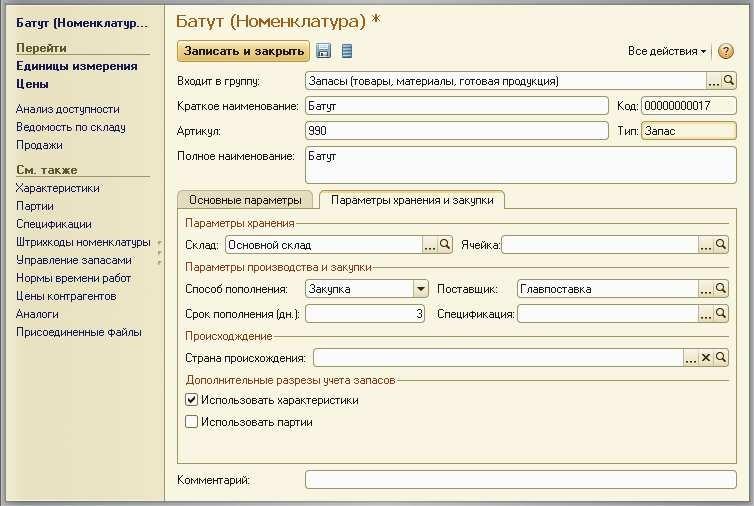 Батут (Номенклатур...
Перейти
Единицы измерения
Цены
Анализ доступности
Ведомость по складу
Продажи
См. также
Характеристики
Партии
Спецификации
Штрихкоды номенклатуры
Управление запасами
Нормы времени работ
Цены контрагентов
Аналоги
Присоединенные файлы
Батут (Номенклатура) *
Записать и закрыть Все действия ?
Входит в группу: Запасы (товары, материалы, готовая продукция) ...
Краткое наименование: Батут Код: 00000000017
Артикул: 990 Тип: Запас
Полное наименование: Батут
Основные параметры Параметры хранения и закупки
Параметры хранения
Склад: Основной склад ... Ячейка: ...
Параметры производства и закупки
Способ пополнения: Закупка Поставщик: Главпоставка ...
Срок пополнения (дн.): 3 Спецификация: ...
Происхождение
Страна происхождения: ... ×
Дополнительные разрезы учета запасов
Использовать характеристики
Использовать партии
Комментарий: